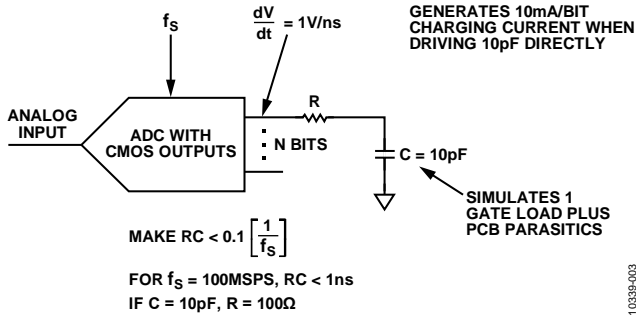 fS
dV
dt
= 1V/ns
GENERATES 10mA/BIT
CHARGING CURRENT WHEN
DRIVING 10pF DIRECTLY
ANALOG
INPUT
ADC WITH
CMOS OUTPUTS
R
N BITS
C = 10pF
SIMULATES 1
GATE LOAD PLUS
PCB PARASITICS
MAKE RC < 0.1 [1/fS]
FOR fS = 100MSPS, RC < 1ns
IF C = 10pF, R = 100Ω
10339-003